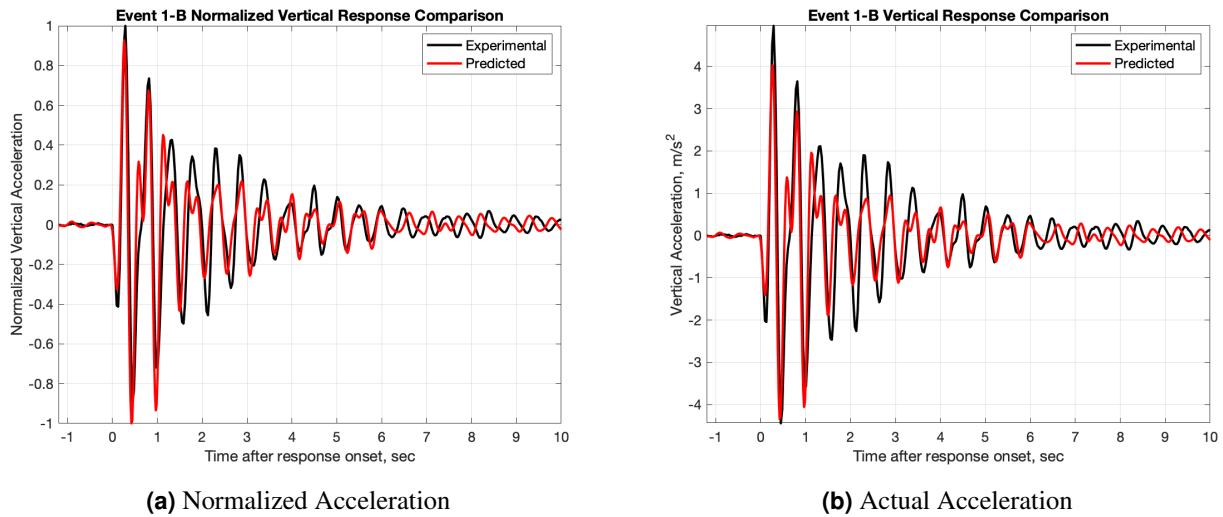 Event 1-B Normalized Vertical Response Comparison
Experimental
Predicted
1
0.8
0.6
0.4
0.2
0
-0.2
-0.4
-0.6
-0.8
-1
Normalized Vertical Acceleration
-1 0 1 2 3 4 5 6 7 8 9 10
Time after response onset, sec
(a) Normalized Acceleration
Event 1-B Vertical Response Comparison
Experimental
Predicted
4
3
2
1
0
-1
-2
-3
-4
Vertical Acceleration, m/s²
-1 0 1 2 3 4 5 6 7 8 9 10
Time after response onset, sec
(b) Actual Acceleration